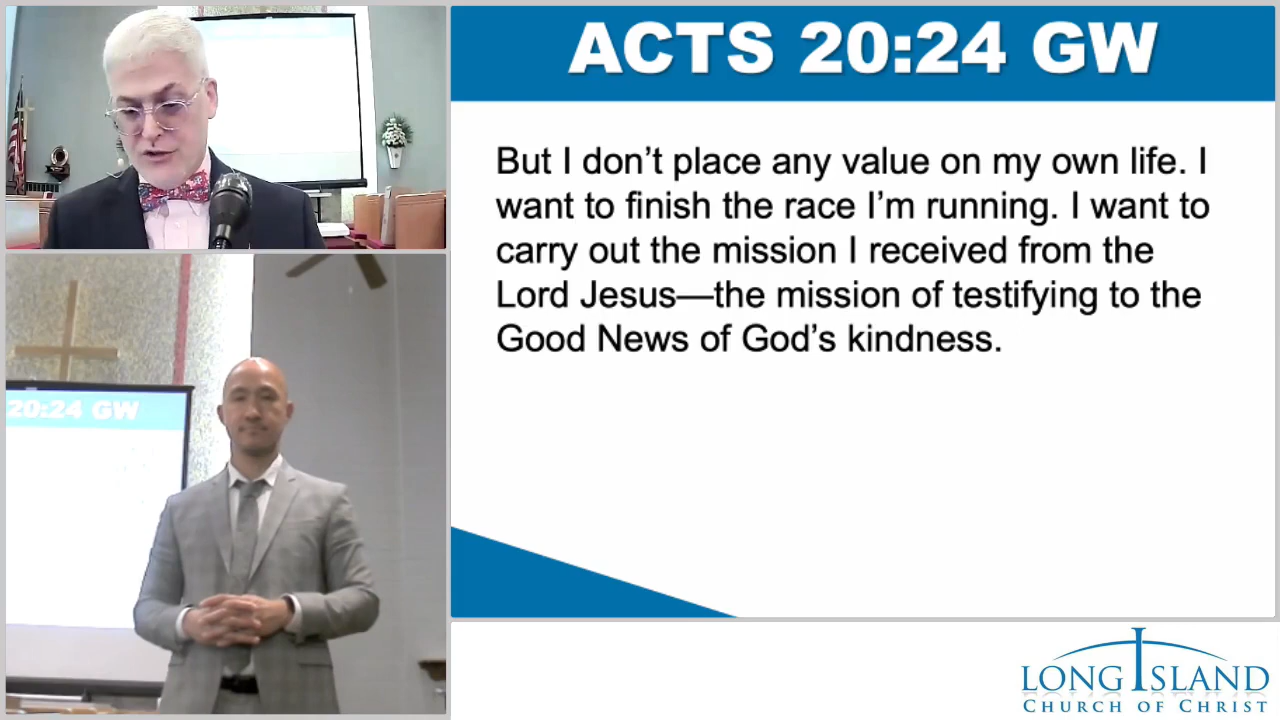 ACTS 20:24 GW
But I don't place any value on my own life. I
want to finish the race I'm running. I want to
carry out the mission I received from the
Lord Jesus—the mission of testifying to the
Good News of God's kindness.
20:24 GW
LONG ISLAND
CHURCH OF CHRIST